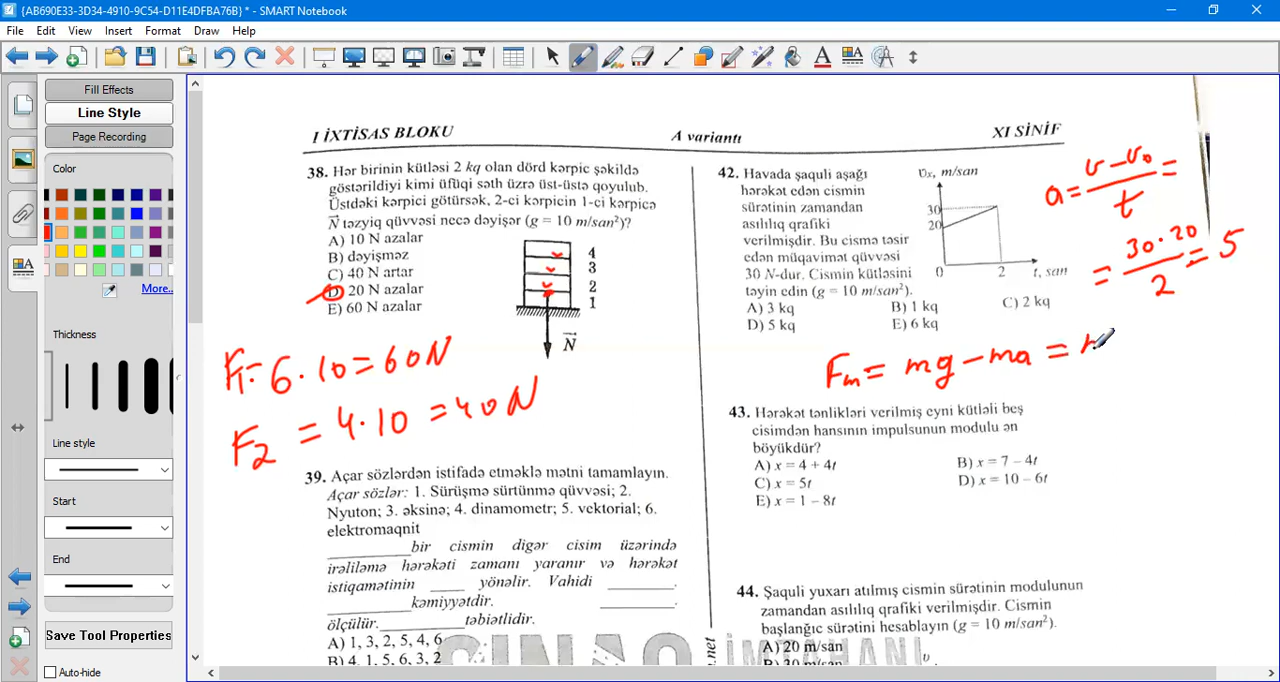 {AB690E33-3D34-4910-9C54-D11E4DFBA76B} * - SMART Notebook
File Edit View Insert Format Draw Help
Fill Effects
Line Style
Page Recording
Color
More..
Thickness
Line style
Start
End
Save Tool Properties
Auto-hide
I İXTİSAS BLOKU
A variantı
XI SİNİF
38. Hər birinin kütləsi 2 kq olan dörd kərpic şəkildə
göstərildiyi kimi üfüqi səth üzrə üst-üstə qoyulub.
Üstdəki kərpici götürsək, 2-ci kərpicin 1-ci kərpicə
N təzyiq qüvvəsi necə dəyişər (g = 10 m/san²)?
A) 10 N azalar
B) dəyişməz
C) 40 N artar
D) 20 N azalar
E) 60 N azalar
4
3
2
1
N
F1= 6·10=60N
F2 = 4·10=40N
39. Açar sözlərdən istifadə etməklə mətni tamamlayın.
Açar sözlər: 1. Sürüşmə sürtünmə qüvvəsi; 2.
Nyuton; 3. əksinə; 4. dinamometr; 5. vektorial; 6.
elektromaqnit
________ bir cismin digər cisim üzərində
irəliləmə hərəkəti zamanı yaranır və hərəkət
istiqamətinin ____ yönəlir. Vahidi ________.
________ kəmiyyətdir. ________
ölçülür. ________ təbiətlidir.
A) 1, 3, 2, 5, 4, 6
B) 4, 1, 5, 6, 3, 2
42. Havada şaquli aşağı
hərəkət edən cismin
sürətinin zamandan
asılılıq qrafiki
verilmişdir. Bu cismə təsir
edən müqavimət qüvvəsi
30 N-dur. Cismin kütləsini
təyin edin (g = 10 m/san²).
A) 3 kq B) 1 kq C) 2 kq
D) 5 kq E) 6 kq
υx, m/san
30
20
0 2 t, san
a = v-v0 / t =
= 30·20 / 2 = 5
Fm = mg - ma =
43. Hərəkət tənlikləri verilmiş eyni kütləli beş
cisimdən hansının impulsunun modulu ən
böyükdür?
A) x = 4 + 4t B) x = 7 – 4t
C) x = 5t D) x = 10 – 6t
E) x = 1 – 8t
44. Şaquli yuxarı atılmış cismin sürətinin modulunun
zamandan asılılıq qrafiki verilmişdir. Cismin
başlanğıc sürətini hesablayın (g = 10 m/san²).
A) 20 m/san
υ
SINAQ İMTAHANI